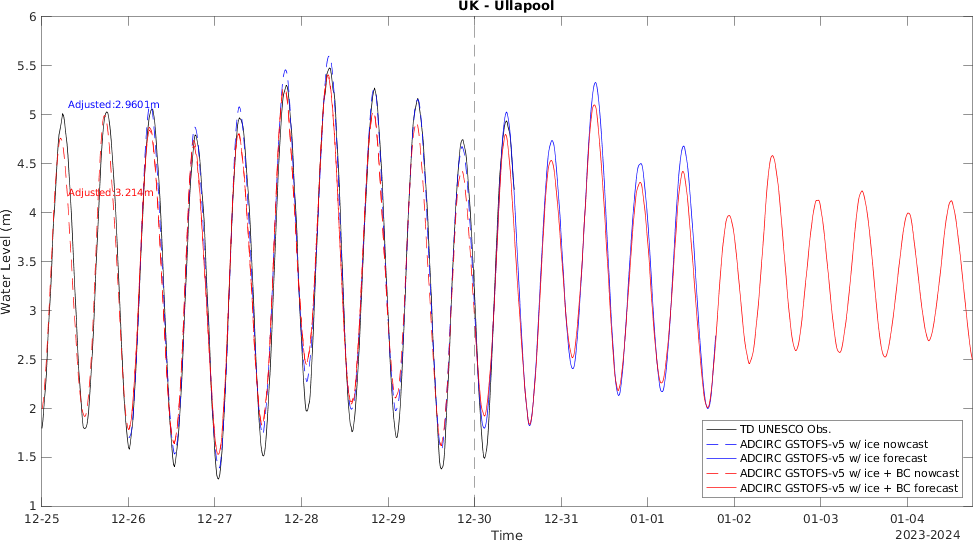 UK - Ullapool
6
5.5
5
4.5
4
3.5
3
2.5
2
1.5
1
Water Level (m)
Adjusted:2.9601m
Adjusted:3.214m
TD UNESCO Obs.
ADCIRC GSTOFS-v5 w/ ice nowcast
ADCIRC GSTOFS-v5 w/ ice forecast
ADCIRC GSTOFS-v5 w/ ice + BC nowcast
ADCIRC GSTOFS-v5 w/ ice + BC forecast
12-25 12-26 12-27 12-28 12-29 12-30 12-31 01-01 01-02 01-03 01-04
Time
2023-2024